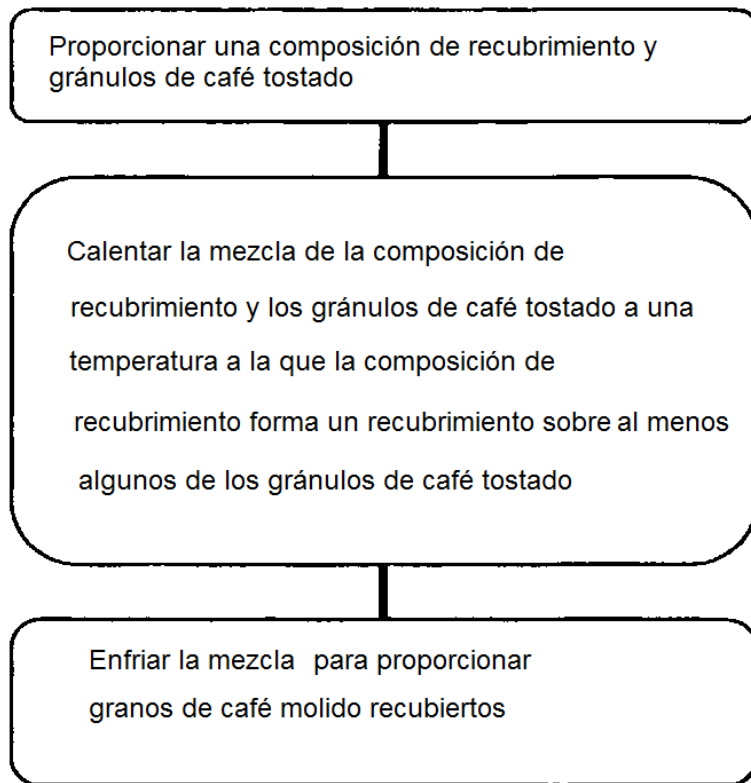 Proporcionar una composición de recubrimiento y
gránulos de café tostado
Calentar la mezcla de la composición de
recubrimiento y los gránulos de café tostado a una
temperatura a la que la composición de
recubrimiento forma un recubrimiento sobre al menos
algunos de los gránulos de café tostado
Enfriar la mezcla para proporcionar
granos de café molido recubiertos